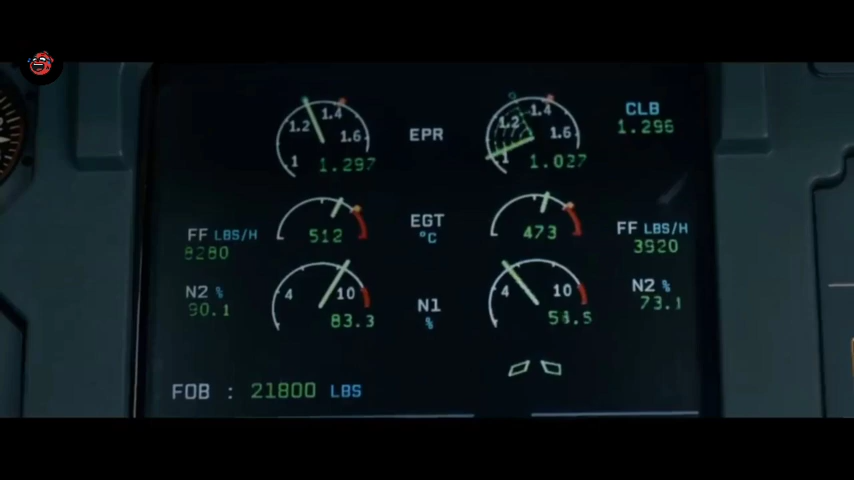 CLB
1.296
1 1.2 1.4 1.6
1.297
EPR
1 1.2 1.4 1.6
1.027
FF LBS/H
8280
512
EGT
°C
473
FF LBS/H
3920
N2 %
90.1
4 10
83.3
N1
%
4 10
N2 %
73.1
FOB : 21800 LBS